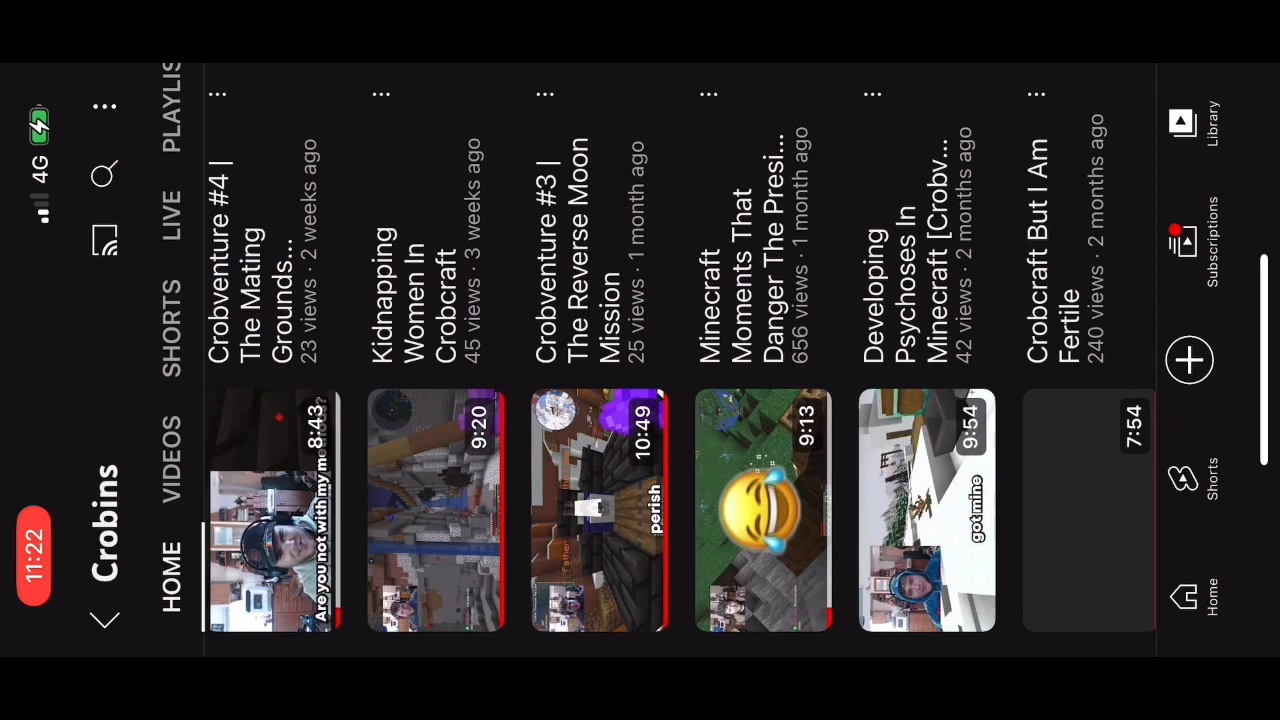 11:22
4G
Crobins
HOME VIDEOS SHORTS LIVE PLAYLIS
Are you not with my me
8:43
Crobventure #4 |
The Mating
Grounds...
23 views · 2 weeks ago
9:20
Kidnapping
Women In
Crobcraft
45 views · 3 weeks ago
perish
10:49
Crobventure #3 |
The Reverse Moon
Mission
25 views · 1 month ago
9:13
Minecraft
Moments That
Danger The Presi...
656 views · 1 month ago
got mine
9:54
Developing
Psychoses In
Minecraft [Crobv...
42 views · 2 months ago
7:54
Crobcraft But I Am
Fertile
240 views · 2 months ago
Home
Shorts
Subscriptions
Library